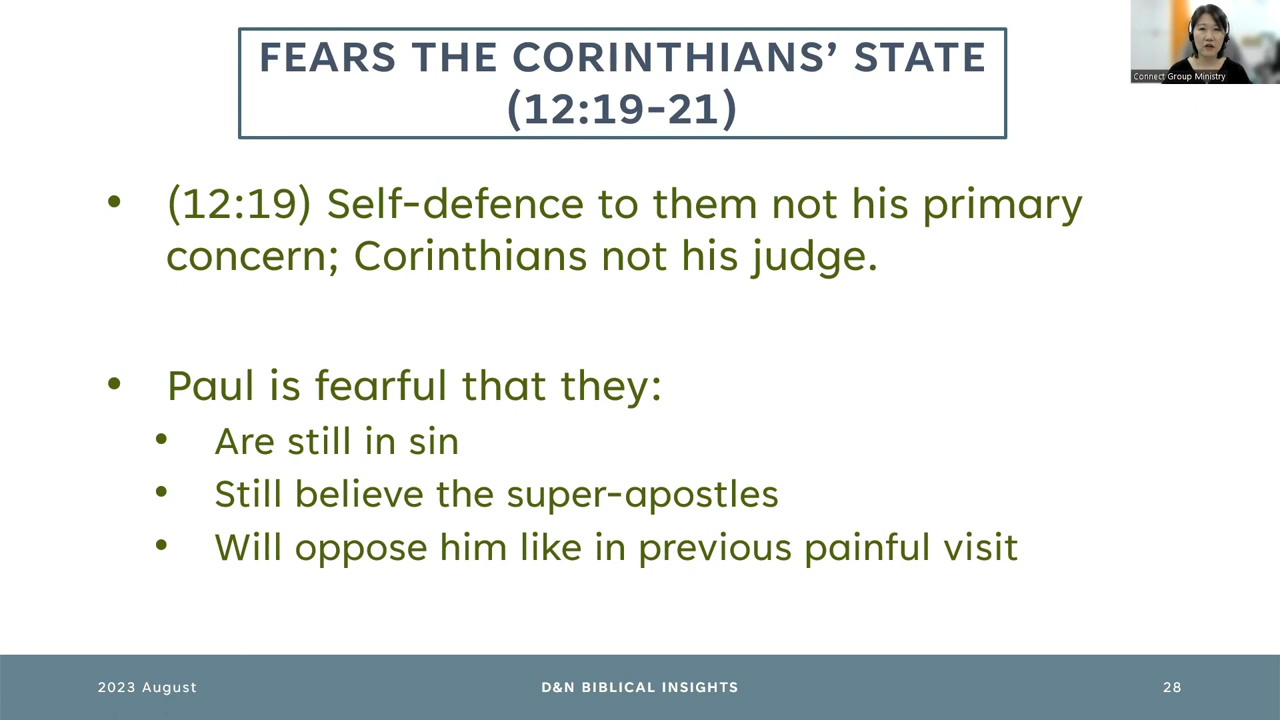 FEARS THE CORINTHIANS’ STATE
(12:19-21)
Connect Group Ministry
• (12:19) Self-defence to them not his primary
concern; Corinthians not his judge.
• Paul is fearful that they:
• Are still in sin
• Still believe the super-apostles
• Will oppose him like in previous painful visit
2023 August
D&N BIBLICAL INSIGHTS
28